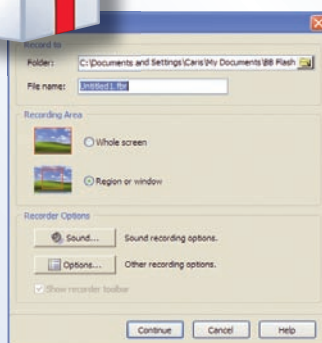 Record to
Folder: C:\Documents and Settings\Caris\My Documents\BB Flash
File name: Untitled1.fbr
Recording Area
Whole screen
Region or window
Recorder Options
Sound... Sound recording options.
Options... Other recording options.
Show recorder toolbar
Continue Cancel Help